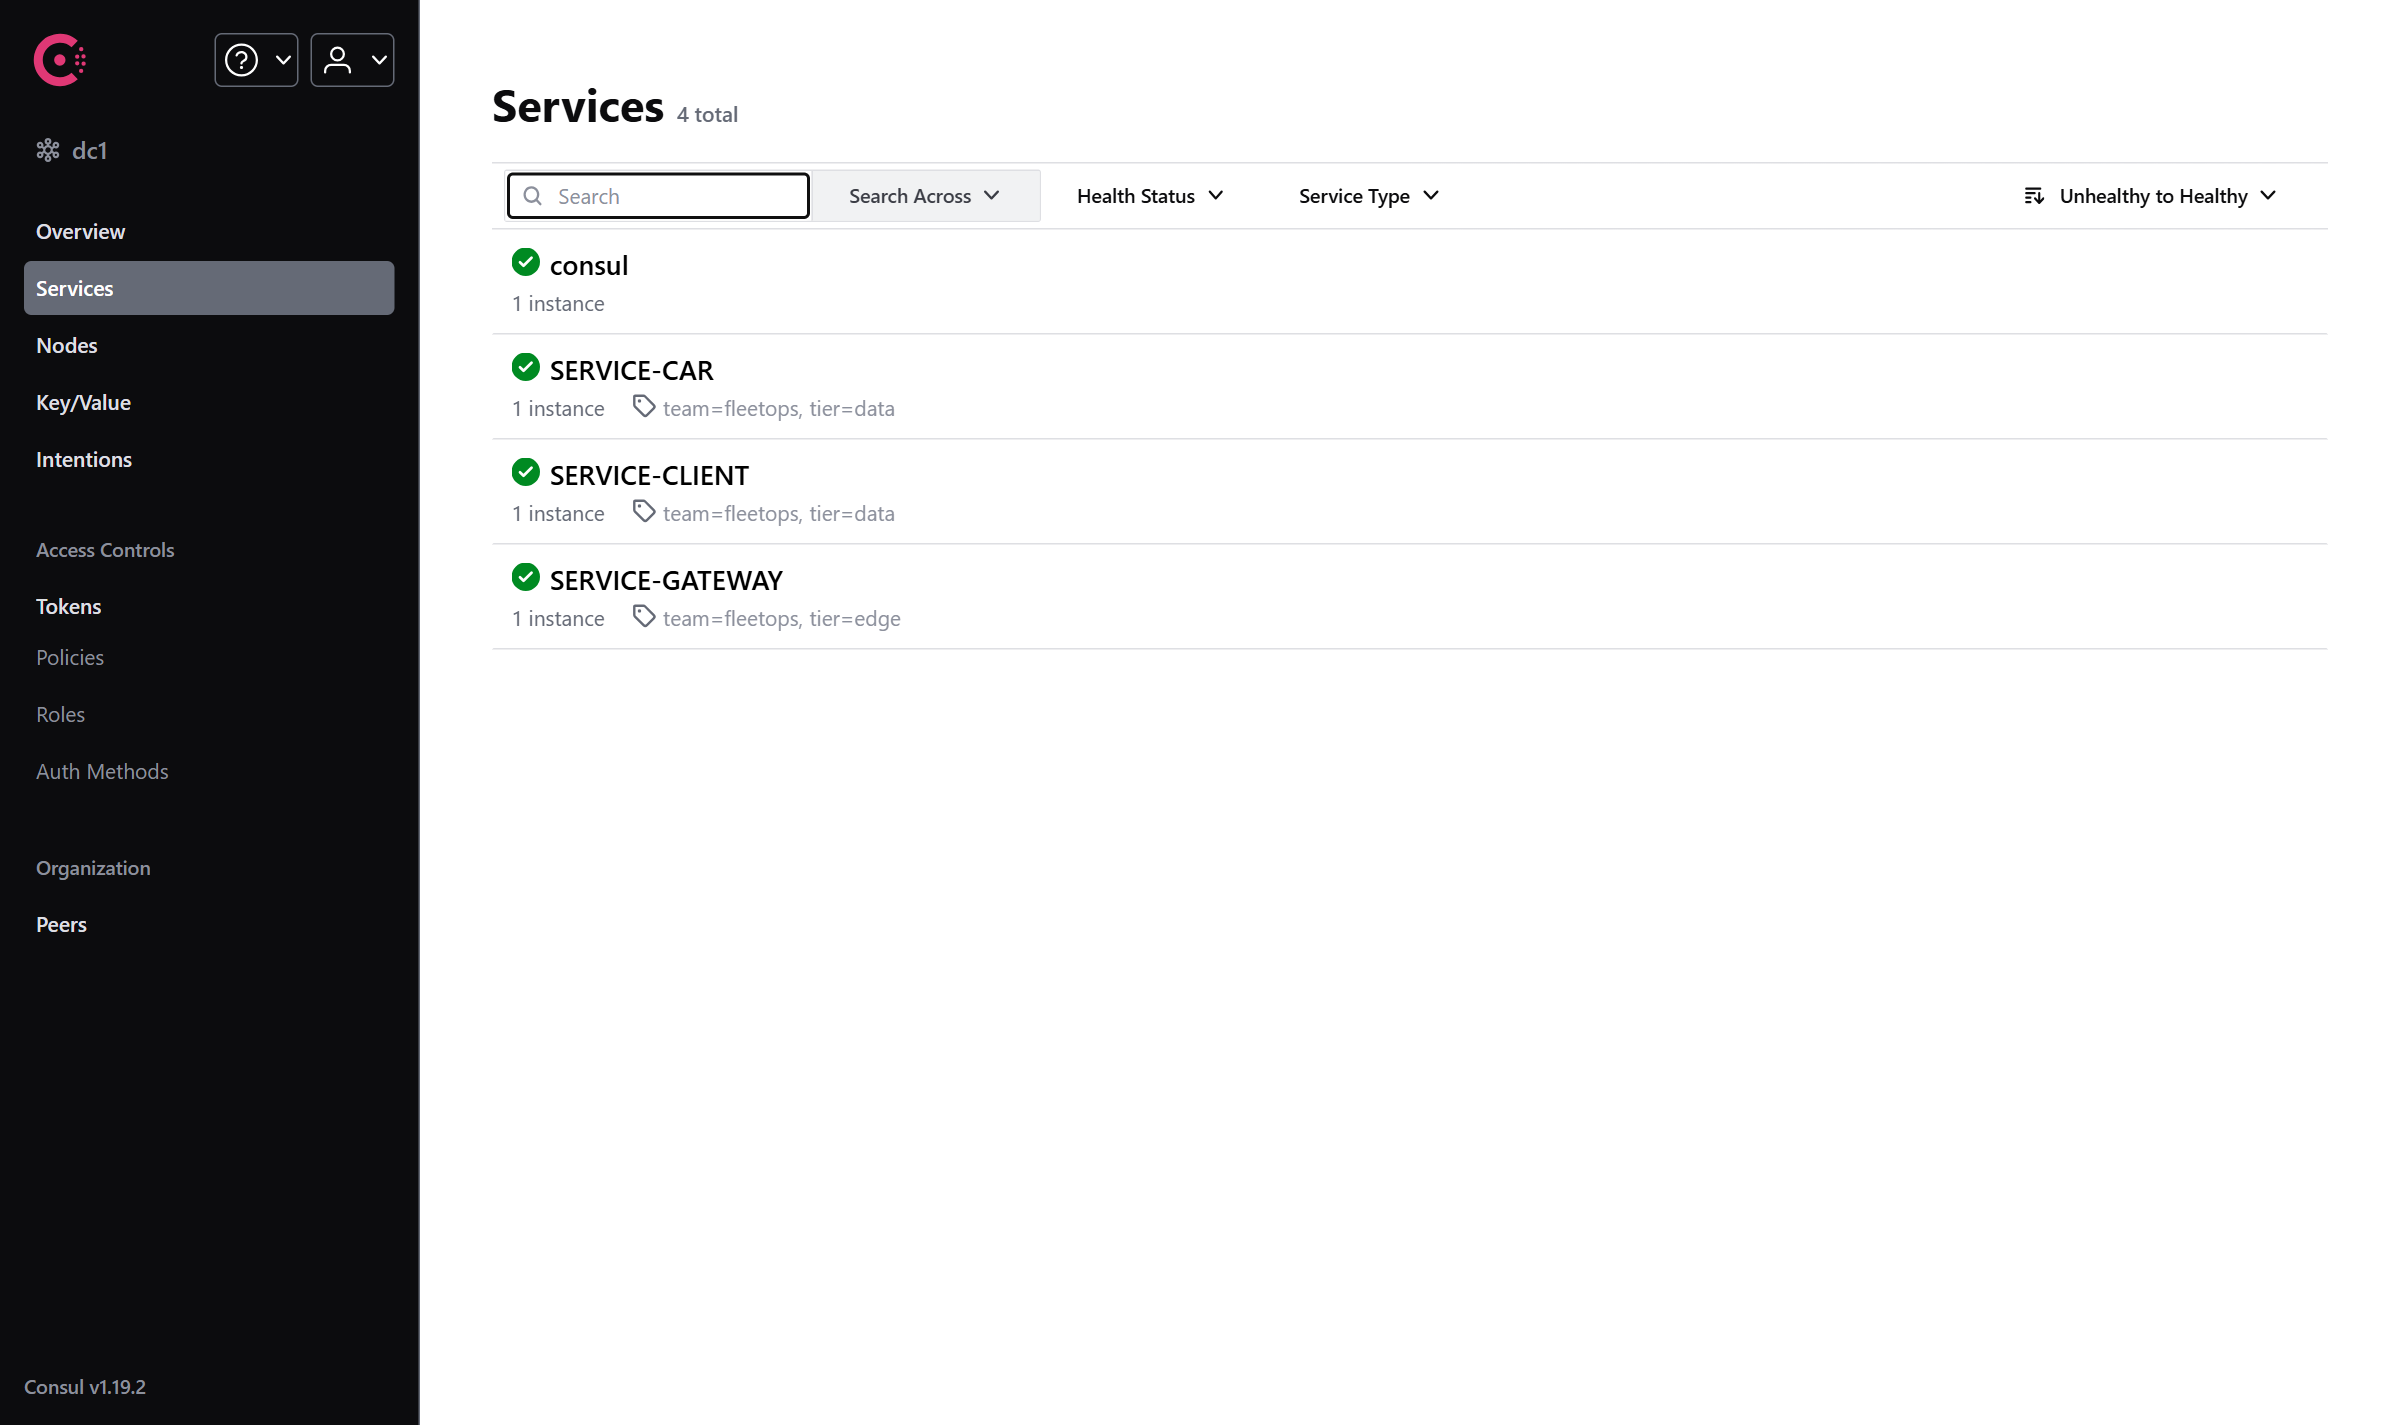 dc1
Overview
Services
Nodes
Key/Value
Intentions
Access Controls
Tokens
Policies
Roles
Auth Methods
Organization
Peers
Consul v1.19.2
Services 4 total
Search
Search Across
Health Status
Service Type
Unhealthy to Healthy
consul
1 instance
SERVICE-CAR
1 instance team=fleetops, tier=data
SERVICE-CLIENT
1 instance team=fleetops, tier=data
SERVICE-GATEWAY
1 instance team=fleetops, tier=edge